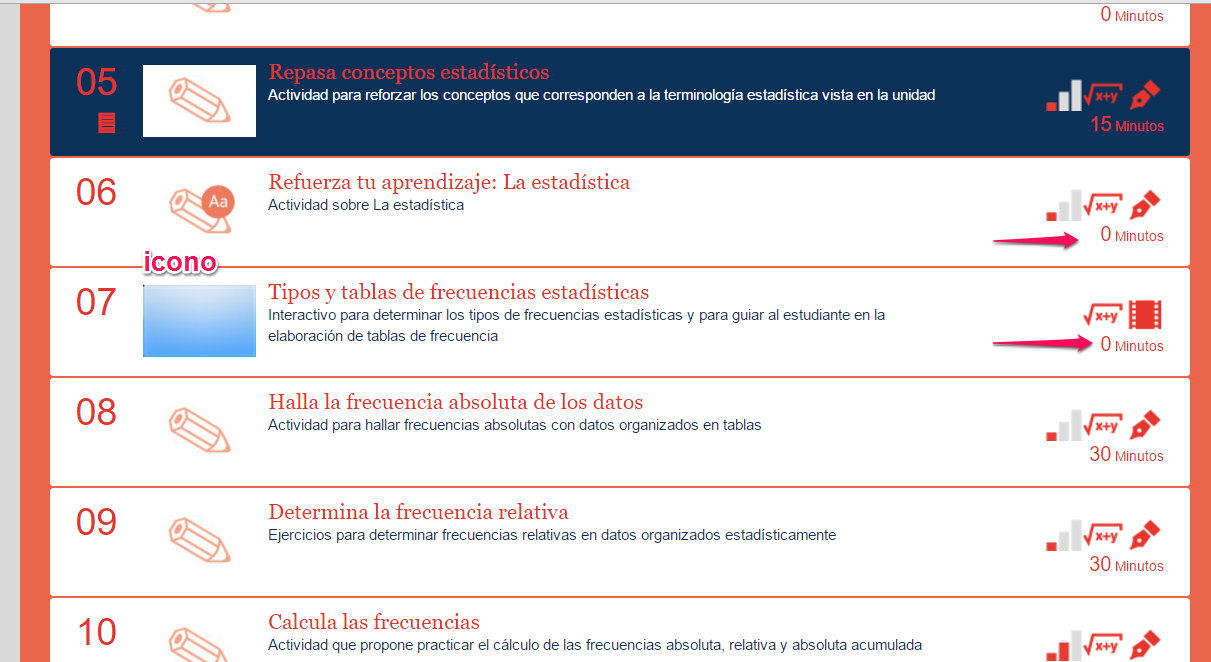 0 Minutos
05
Repasa conceptos estadísticos
Actividad para reforzar los conceptos que corresponden a la terminología estadística vista en la unidad
√x+y
15 Minutos
06
Aa
Refuerza tu aprendizaje: La estadística
Actividad sobre La estadística
√x+y
0 Minutos
icono
07
Tipos y tablas de frecuencias estadísticas
Interactivo para determinar los tipos de frecuencias estadísticas y para guiar al estudiante en la
elaboración de tablas de frecuencia
√x+y
0 Minutos
08
Halla la frecuencia absoluta de los datos
Actividad para hallar frecuencias absolutas con datos organizados en tablas
√x+y
30 Minutos
09
Determina la frecuencia relativa
Ejercicios para determinar frecuencias relativas en datos organizados estadísticamente
√x+y
30 Minutos
10
Calcula las frecuencias
Actividad que propone practicar el cálculo de las frecuencias absoluta, relativa y absoluta acumulada
√x+y